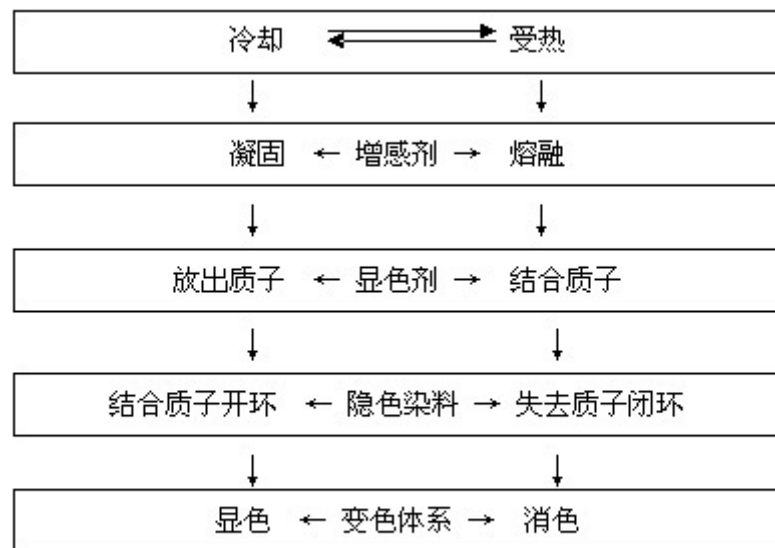 冷却 ⇌ 受热
凝固 ← 增感剂 → 熔融
放出质子 ← 显色剂 → 结合质子
结合质子开环 ← 隐色染料 → 失去质子闭环
显色 ← 变色体系 → 消色